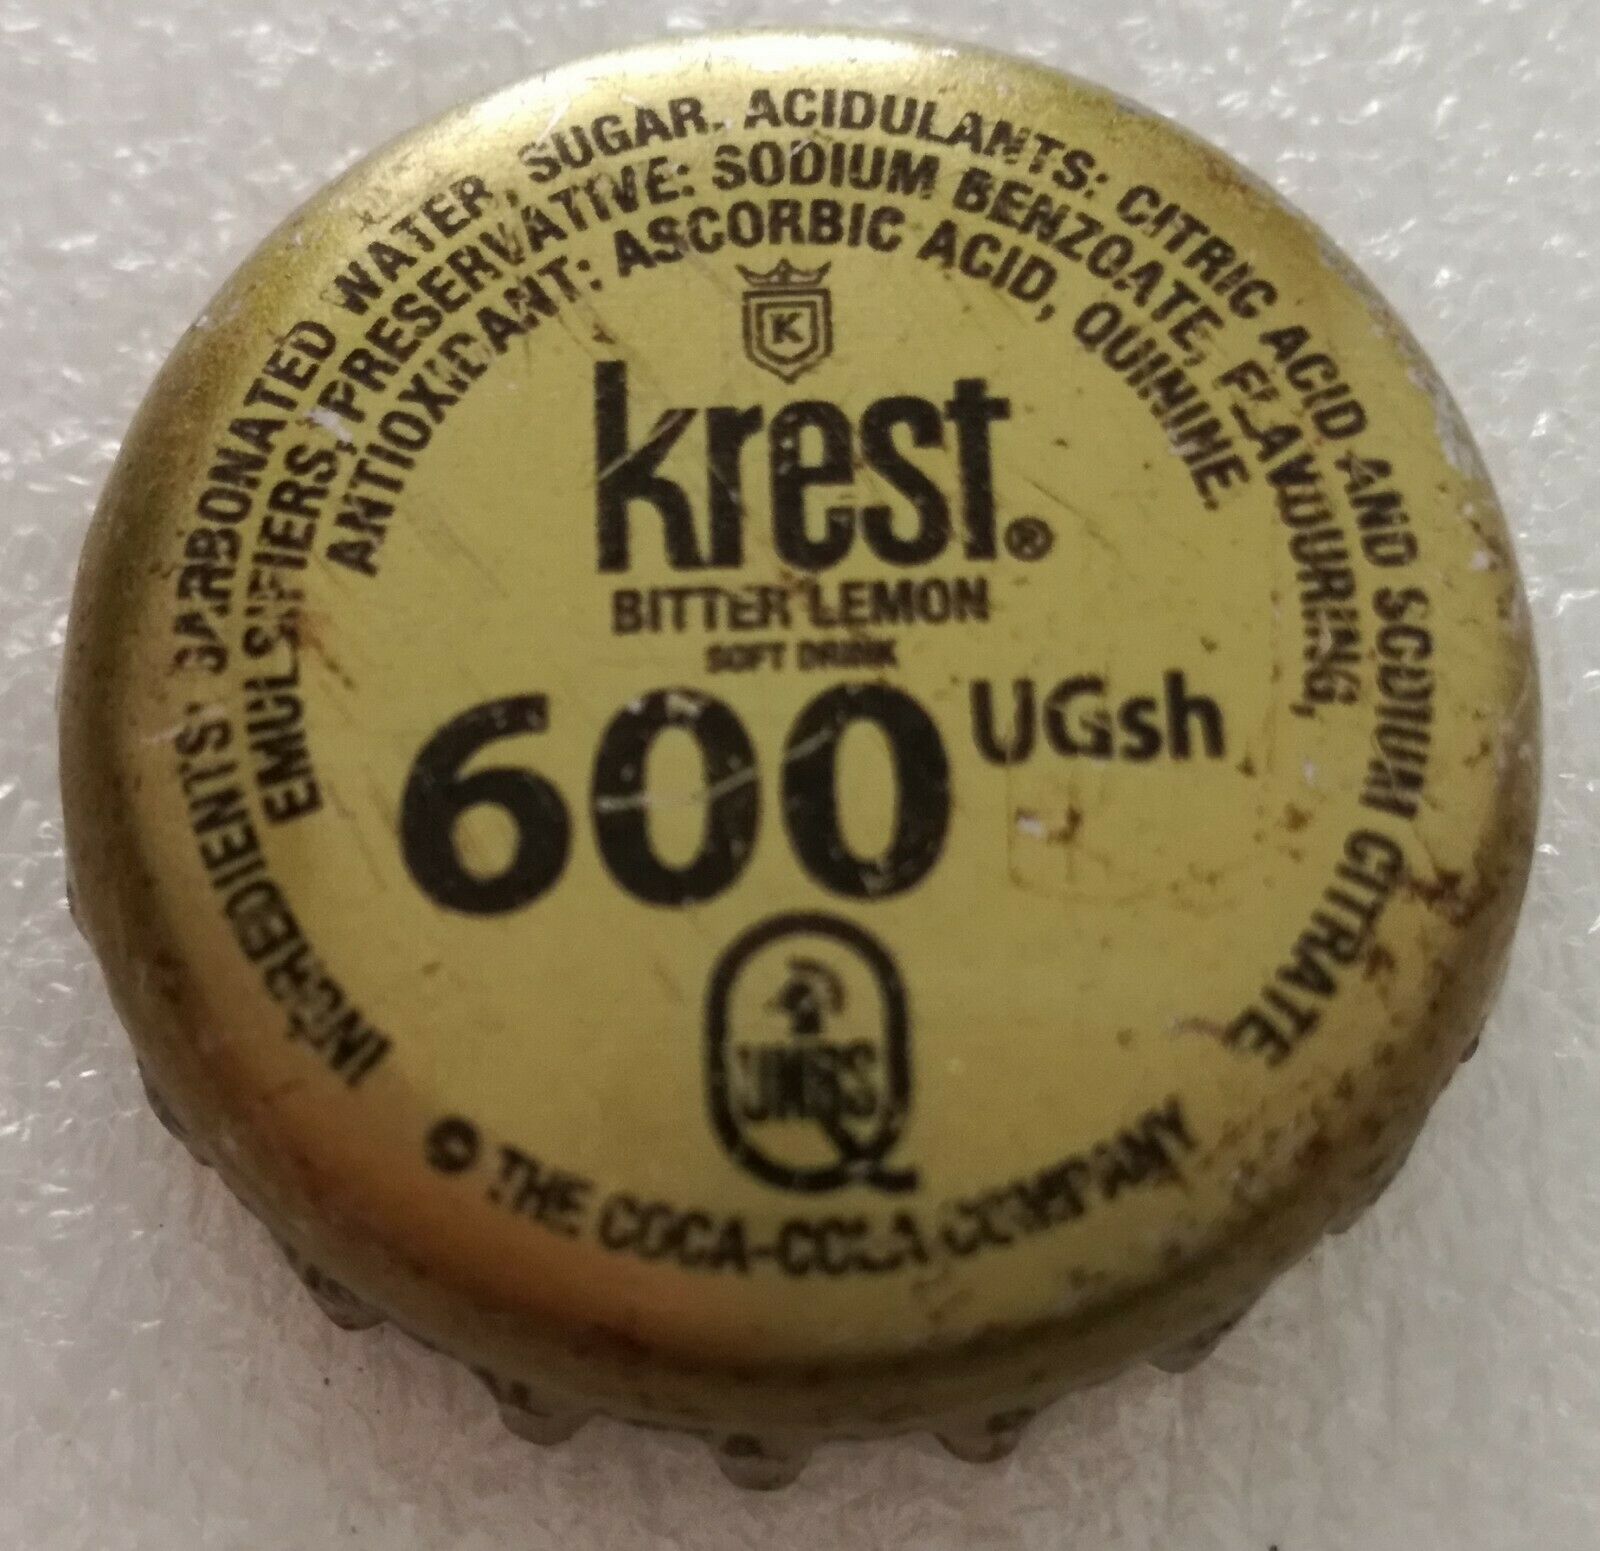 INGREDIENTS: CARBONATED WATER, SUGAR, ACIDULANTS: CITRIC ACID AND SODIUM CITRATE
EMULSIFIERS, PRESERVATIVE: SODIUM BENZOATE, FLAVOURING,
ANTIOXIDANT: ASCORBIC ACID, QUININE.
K
krest®
BITTER LEMON
SOFT DRINK
600 UGsh
Q
UNBS
© THE COCA-COLA COMPANY